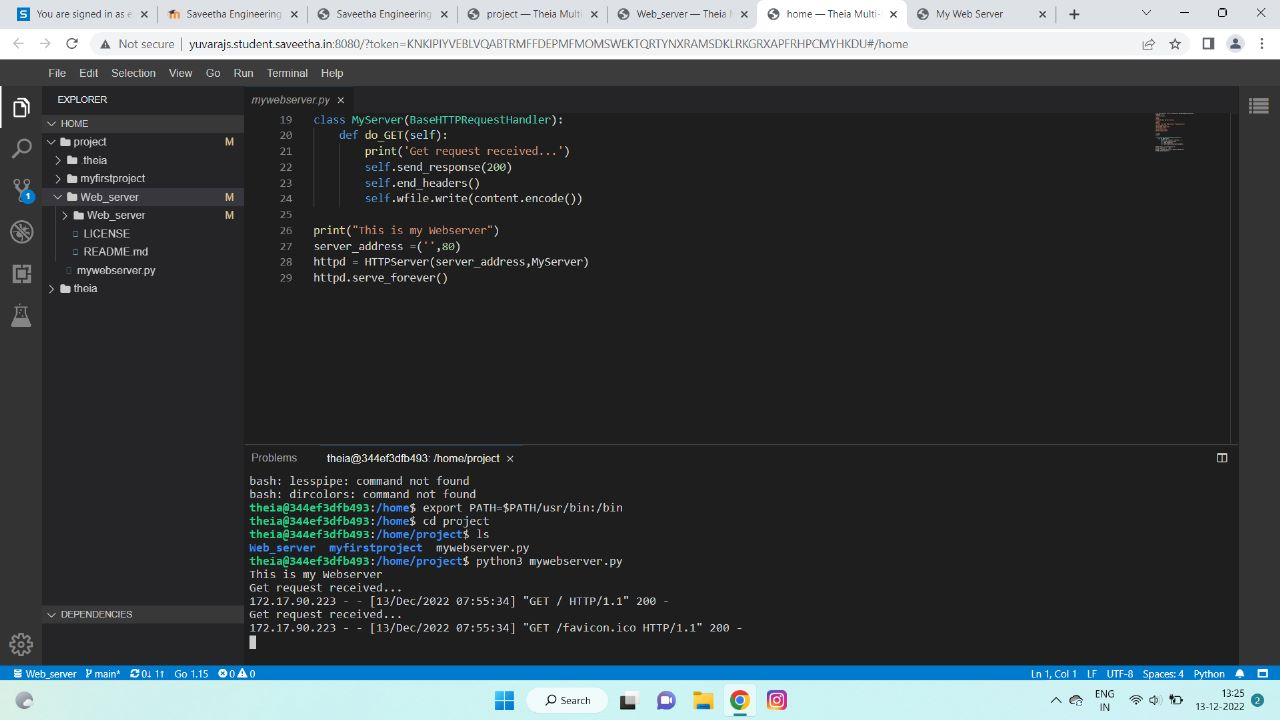 You are signed in as e
Saveetha Engineering
Saveetha Engineering
project — Theia Multi
Web_server — Theia
home — Theia Multi-
My Web Server
Not secure
File Edit Selection View Go Run Terminal Help
EXPLORER
HOME
project M
.theia
myfirstproject
Web_server M
Web_server M
LICENSE
README.md
mywebserver.py
theia
DEPENDENCIES
mywebserver.py
19 class MyServer(BaseHTTPRequestHandler):
20 def do_GET(self):
21 print('Get request received...')
22 self.send_response(200)
23 self.end_headers()
24 self.wfile.write(content.encode())
25
26 print("This is my Webserver")
27 server_address =('',80)
28 httpd = HTTPServer(server_address,MyServer)
29 httpd.serve_forever()
Problems theia@344ef3dfb493: /home/project
bash: lesspipe: command not found
bash: dircolors: command not found
theia@344ef3dfb493:/home$ export PATH=$PATH/usr/bin:/bin
theia@344ef3dfb493:/home$ cd project
theia@344ef3dfb493:/home/project$ ls
Web_server myfirstproject mywebserver.py
theia@344ef3dfb493:/home/project$ python3 mywebserver.py
This is my Webserver
Get request received...
172.17.90.223 - - [13/Dec/2022 07:55:34] "GET / HTTP/1.1" 200 -
Get request received...
172.17.90.223 - - [13/Dec/2022 07:55:34] "GET /favicon.ico HTTP/1.1" 200 -
Web_server main* 0↓ 1↑ Go 1.15 0 0 Ln 1, Col 1 LF UTF-8 Spaces: 4 Python
Search
ENG
IN
13:25
13-12-2022
2